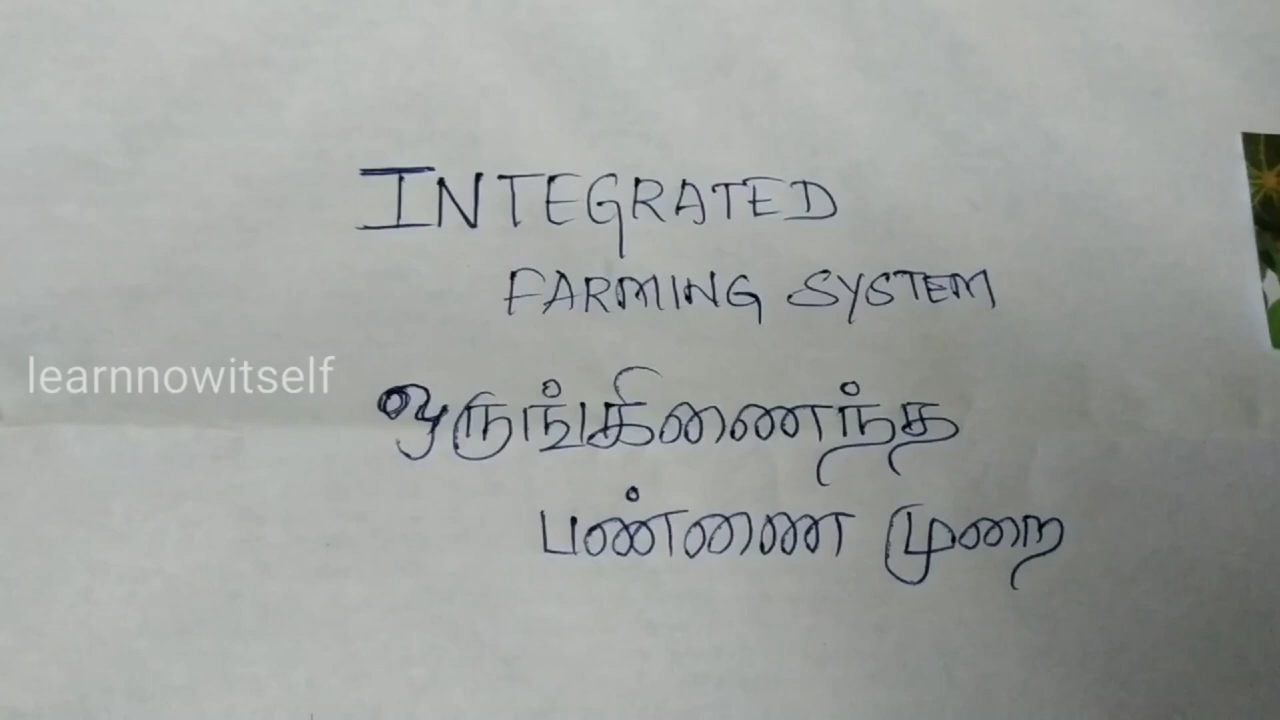 INTEGRATED
FARMING SYSTEM
learnnowitself
ஒருங்கிணைந்த
பண்ணை முறை